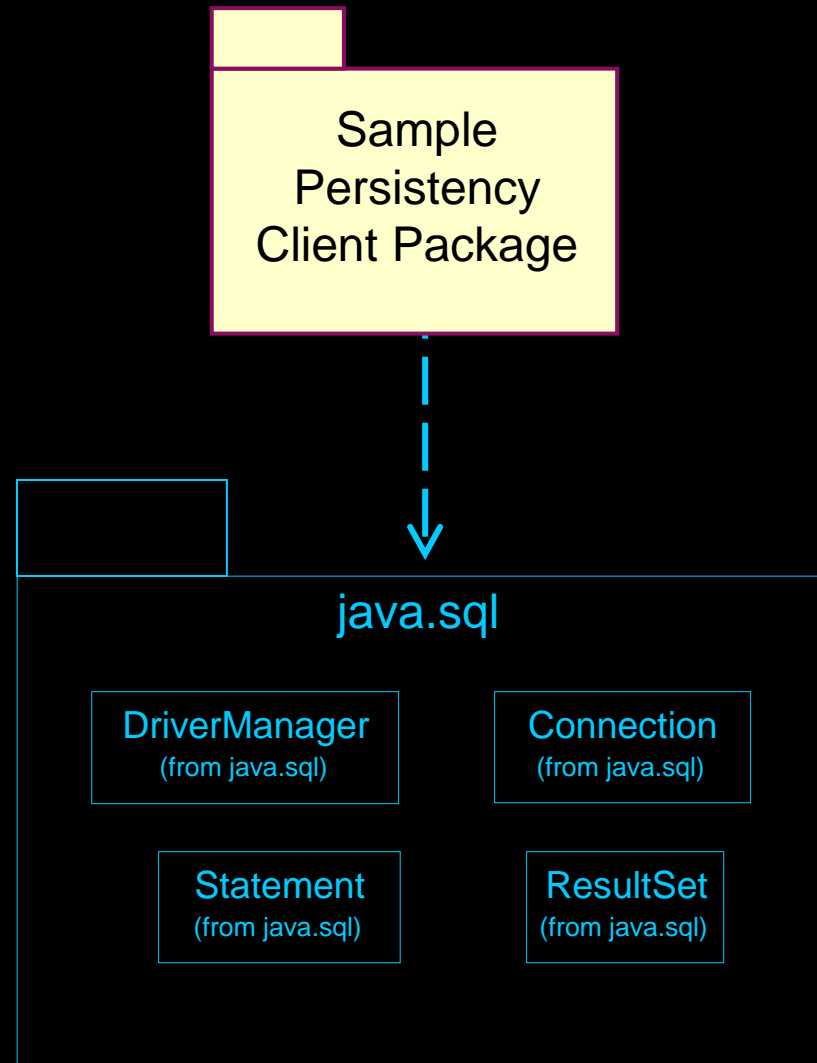 Sample
Persistency
Client Package
java.sql
DriverManager
(from java.sql)
Connection
(from java.sql)
Statement
(from java.sql)
ResultSet
(from java.sql)